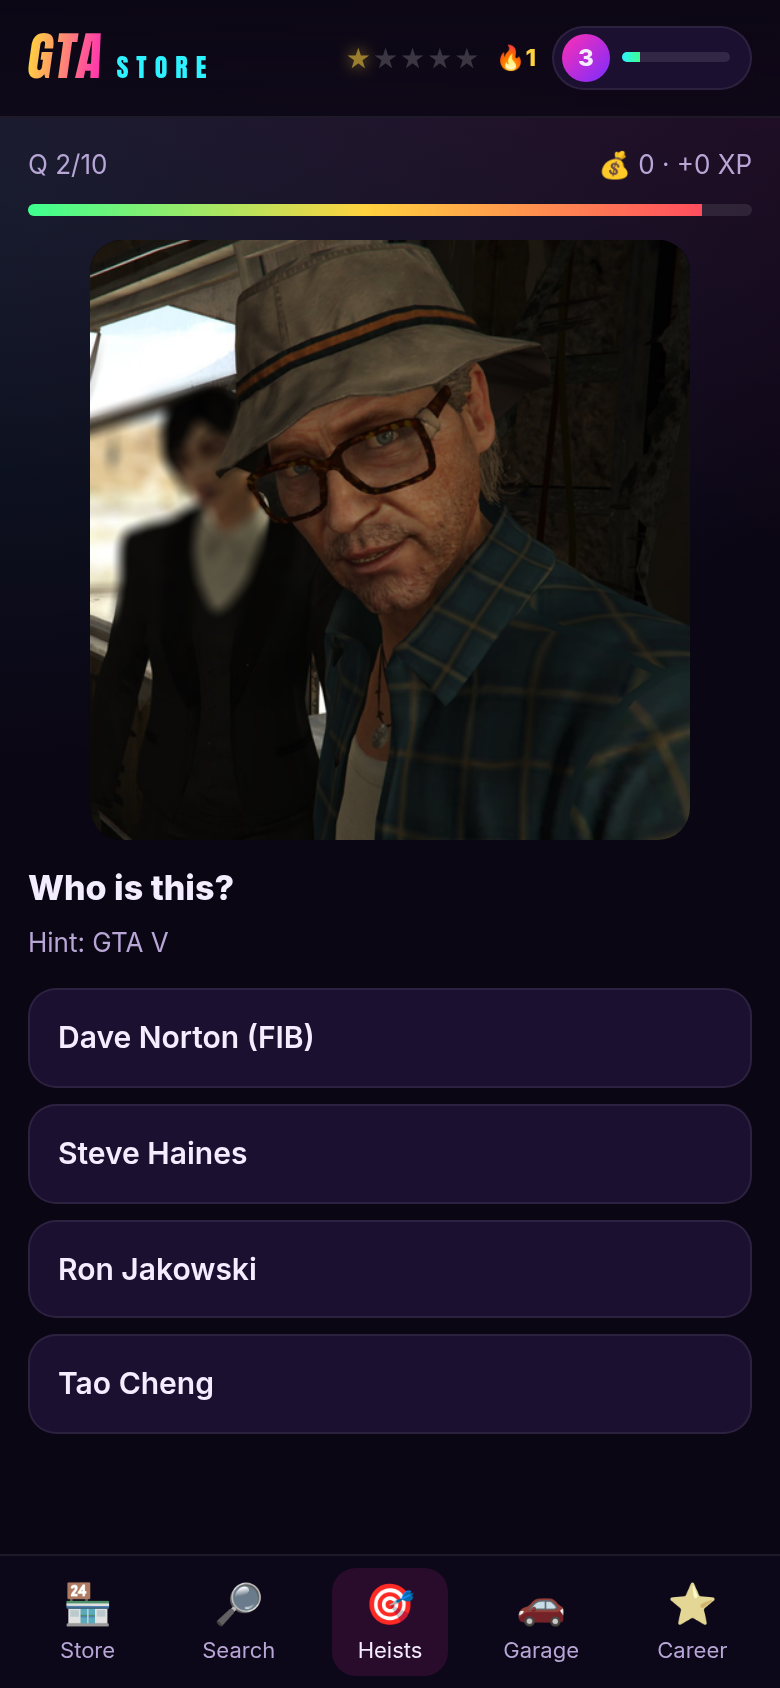 GTA STORE
★★★★★ 🔥1 3
Q 2/10
💰 0 · +0 XP
Who is this?
Hint: GTA V
Dave Norton (FIB)
Steve Haines
Ron Jakowski
Tao Cheng
24
Store
Search
Heists
Garage
Career